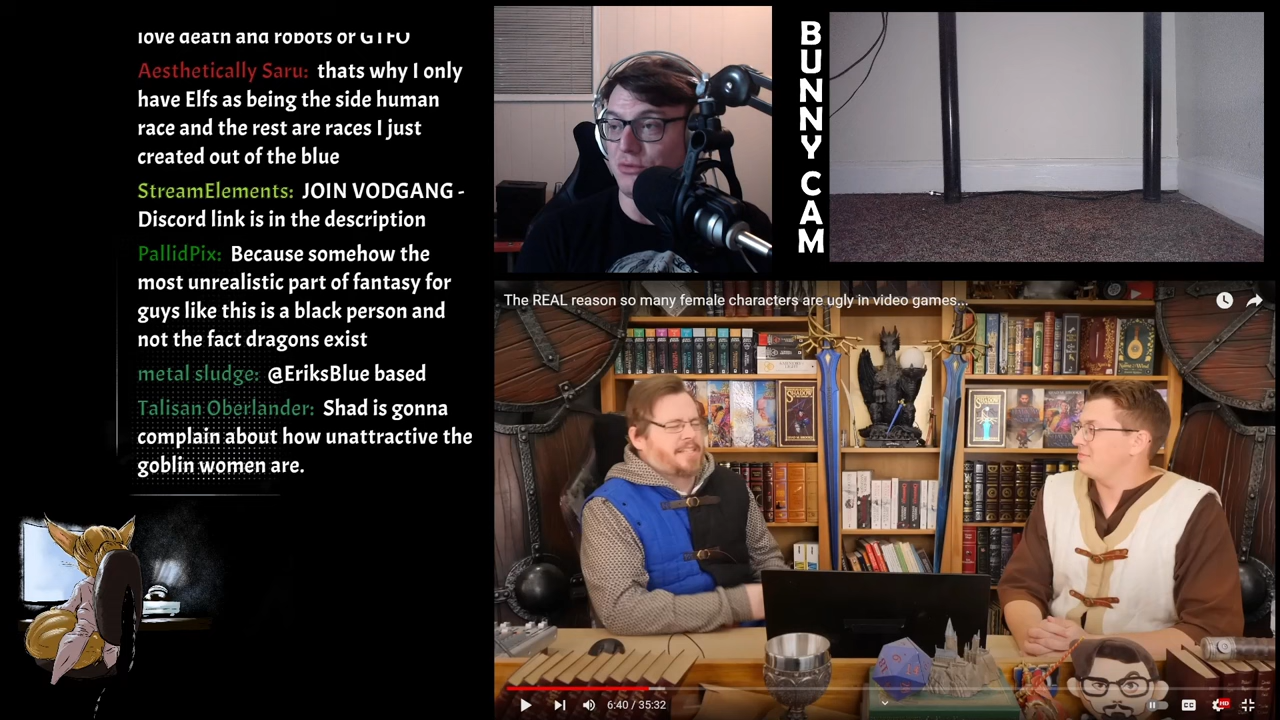 love death and robots or GTFO
Aesthetically Saru: thats why I only
have Elfs as being the side human
race and the rest are races I just
created out of the blue
StreamElements: JOIN VODGANG -
Discord link is in the description
PallidPix: Because somehow the
most unrealistic part of fantasy for
guys like this is a black person and
not the fact dragons exist
metal sludge: @EriksBlue based
Talisan Oberlander: Shad is gonna
complain about how unattractive the
goblin women are.
BUNNY CAM
The REAL reason so many female characters are ugly in video games...
6:40 / 35:32
CC
HD